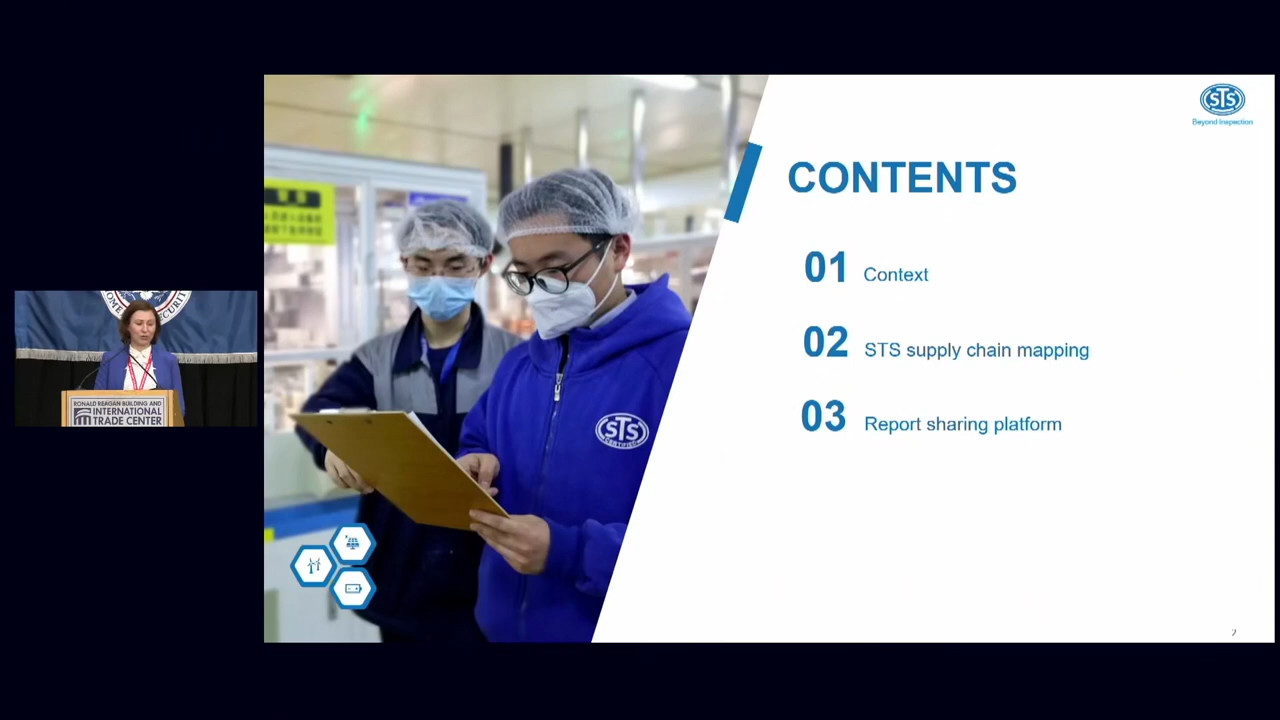 STS
Beyond Inspection
CONTENTS
01 Context
02 STS supply chain mapping
03 Report sharing platform
STS
CERTIFIED
RONALD REAGAN BUILDING AND
INTERNATIONAL
TRADE CENTER